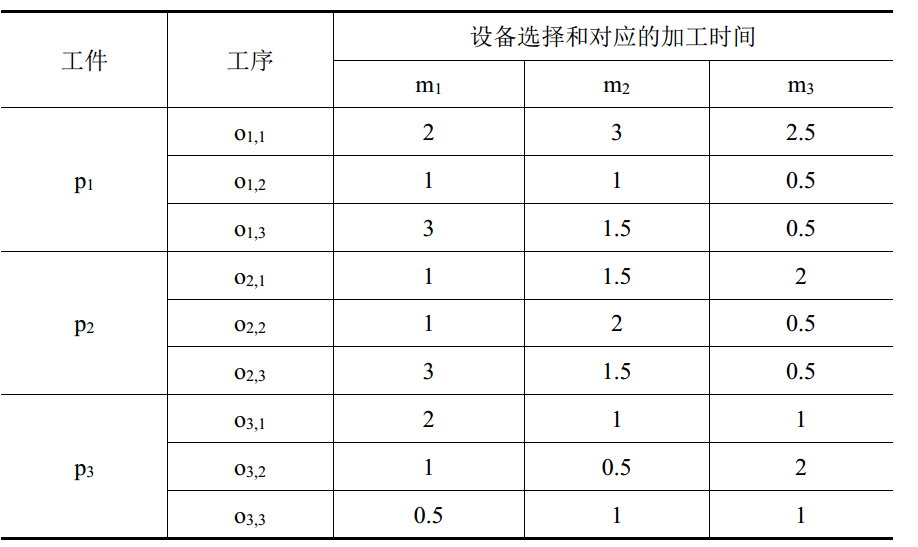 工件 工序 设备选择和对应的加工时间
m1 m2 m3
p1 o1,1 2 3 2.5
o1,2 1 1 0.5
o1,3 3 1.5 0.5
p2 o2,1 1 1.5 2
o2,2 1 2 0.5
o2,3 3 1.5 0.5
p3 o3,1 2 1 1
o3,2 1 0.5 2
o3,3 0.5 1 1